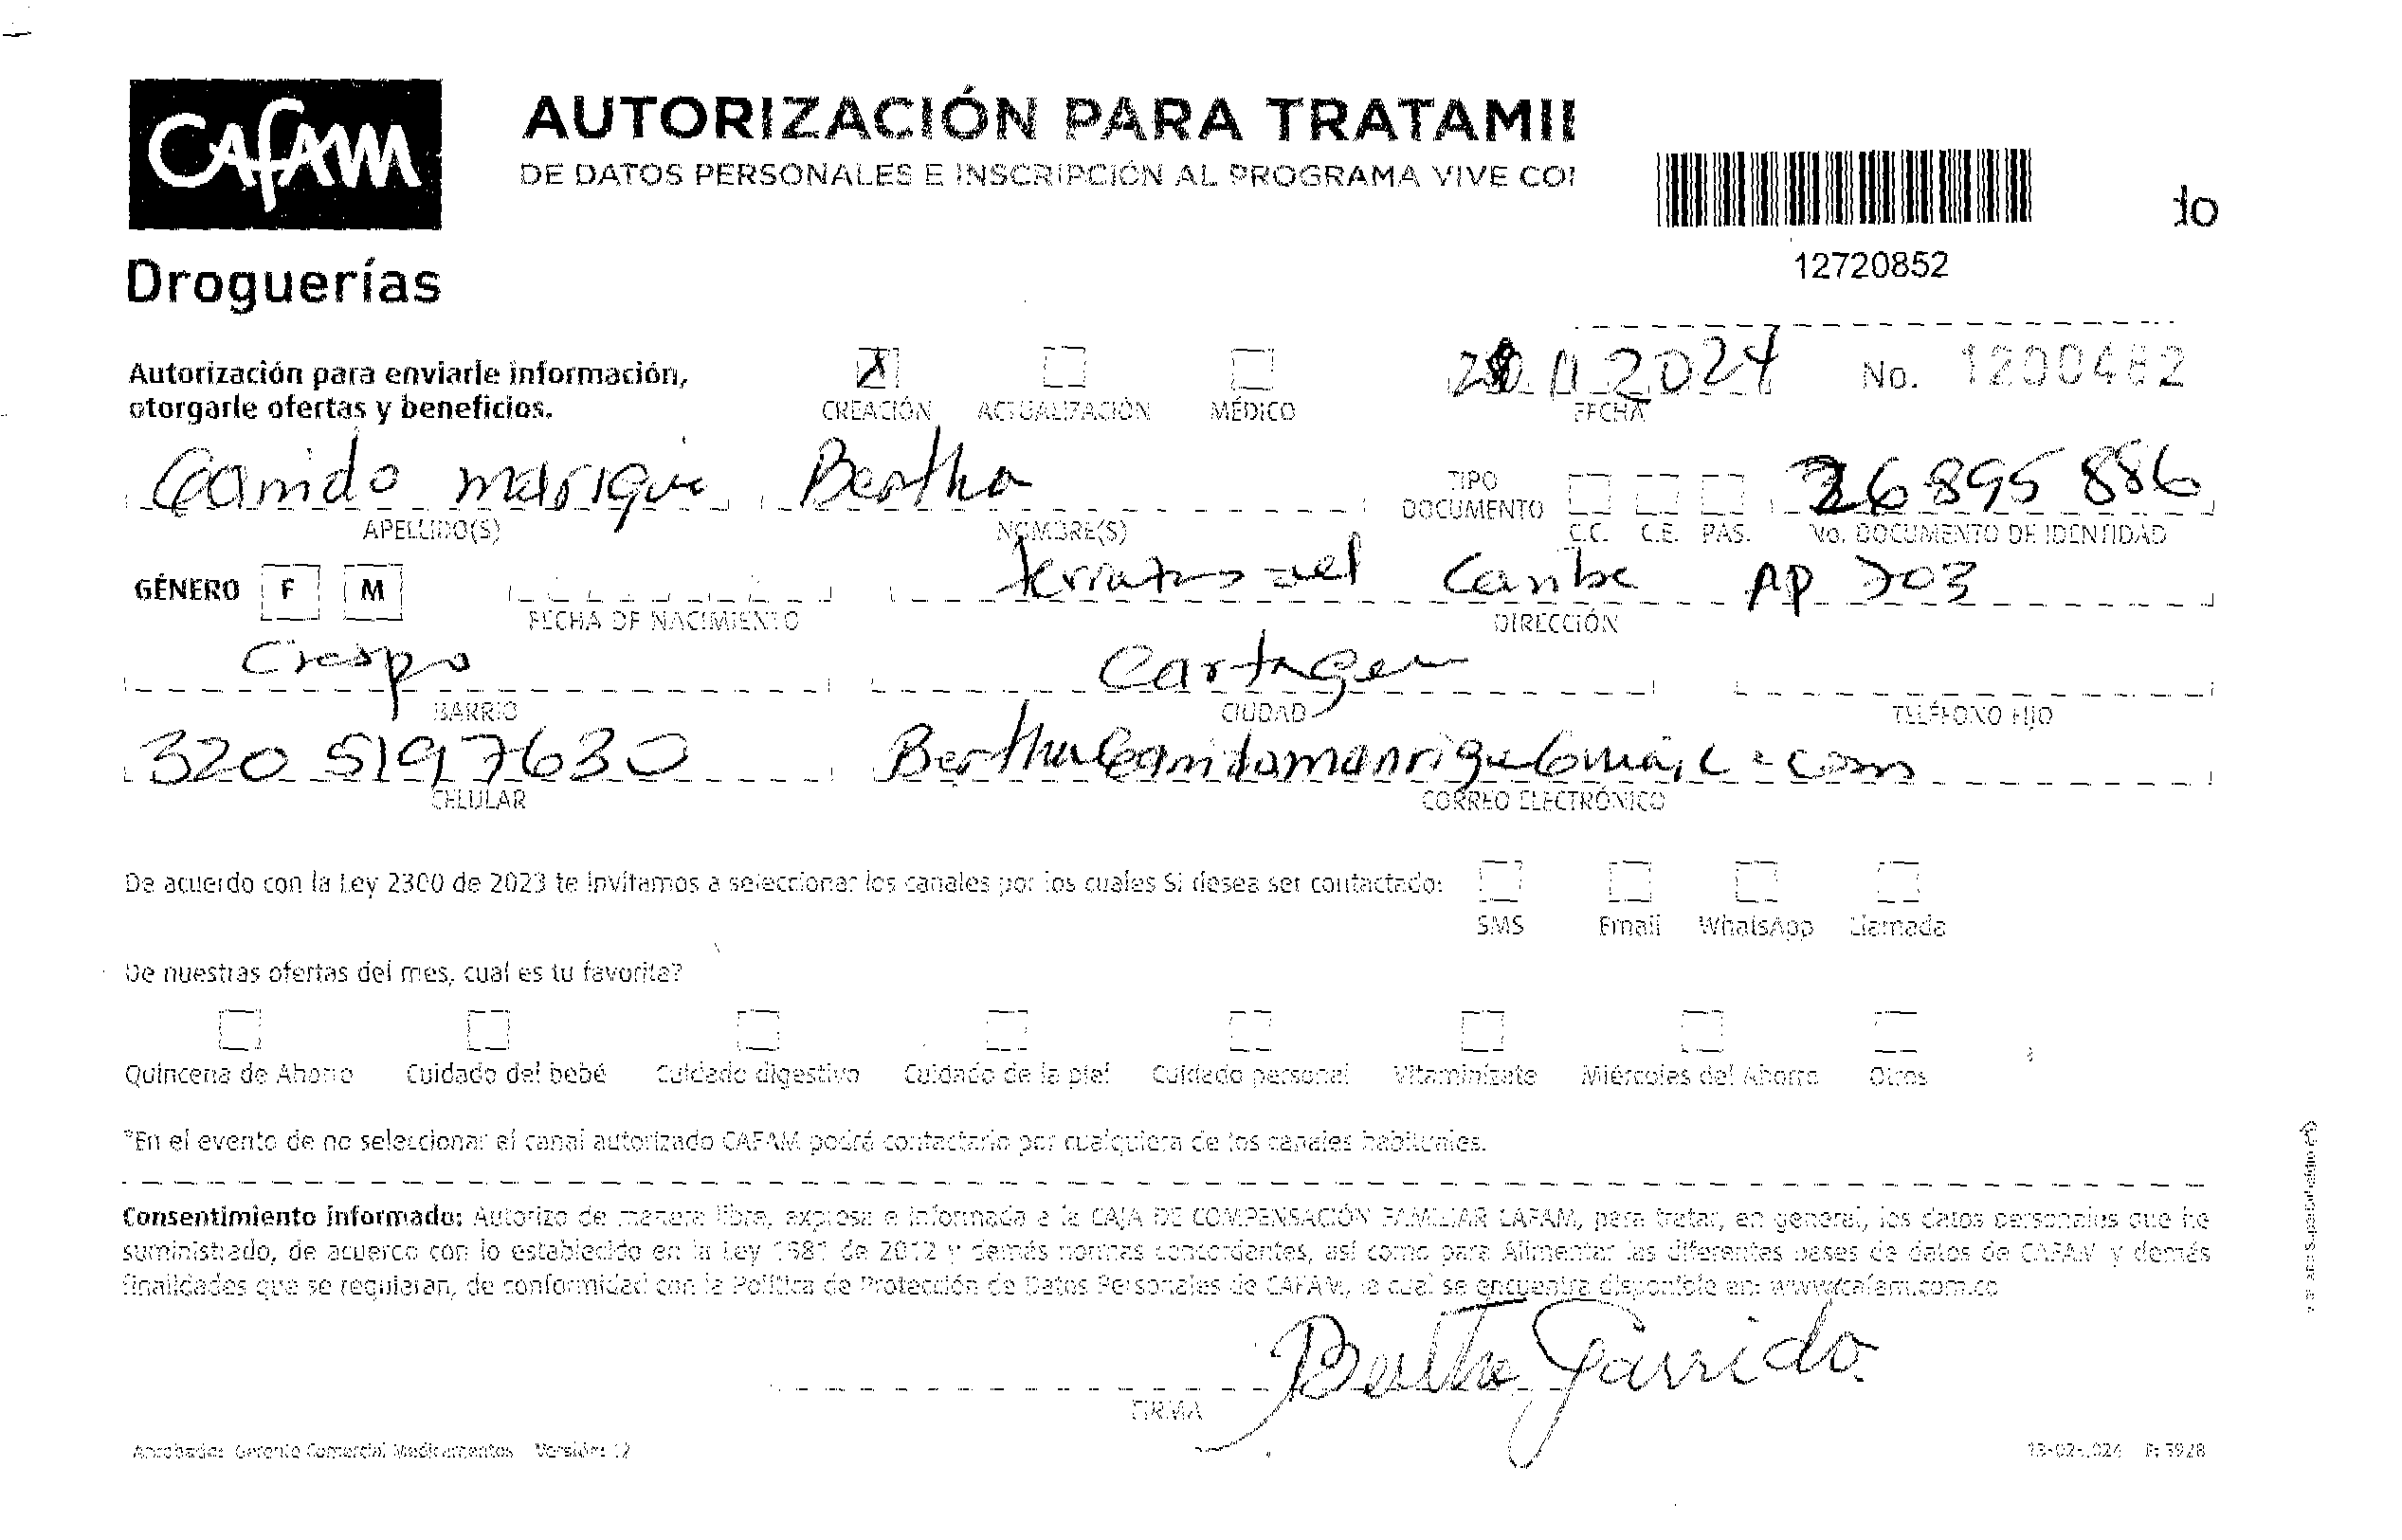 CAFAM
Droguerías
AUTORIZACIÓN PARA TRATAMI
DE DATOS PERSONALES E INSCRIPCIÓN AL PROGRAMA VIVE CO
do
12720852
Autorización para enviarle información,
otorgarle ofertas y beneficios.
X
CREACIÓN ACTUALIZACIÓN MÉDICO
11 2024
FECHA
No. 1200482
Garrido Bertha
APELLIDO(S) NOMBRE(S)
TIPO
DOCUMENTO
C.C. C.E. PAS.
26895886
No. DOCUMENTO DE IDENTIDAD
GÉNERO F M
FECHA DE NACIMIENTO
del Caribe AP 703
DIRECCIÓN
Crespo Cartagen
BARRIO CIUDAD TELÉFONO FIJO
320 5197630
CELULAR CORREO ELECTRÓNICO
De acuerdo con la Ley 2300 de 2023 te invitamos a seleccionar los canales por los cuales Si desea ser contactado:
SMS Email WhatsApp Llamada
De nuestras ofertas del mes, cual es tu favorita?
Quincena de Ahorro Cuidado del bebé Cuidado digestivo Cuidado de la piel Cuidado personal Vitamínizate Miércoles del Ahorro Otros
*En el evento de no seleccionar el canal autorizado CAFAM podrá contactarlo por cualquiera de los canales habituales.
Consentimiento informado: Autorizo de manera libre, expresa e informada a la CAJA DE COMPENSACIÓN FAMILIAR CAFAM, para tratar, en general, los datos personales que he
suministrado, de acuerdo con lo establecido en la Ley 1581 de 2012 y demás normas concordantes, así como para Alimentar las diferentes bases de datos de CAFAM y demás
finalidades que se requieran, de conformidad con la Política de Protección de Datos Personales de CAFAM, la cual se encuentra disponible en: www.cafam.com.co
Bertha Garrido
FIRMA
Aprobado: Gerente Comercial Medicamentos Versión: 12